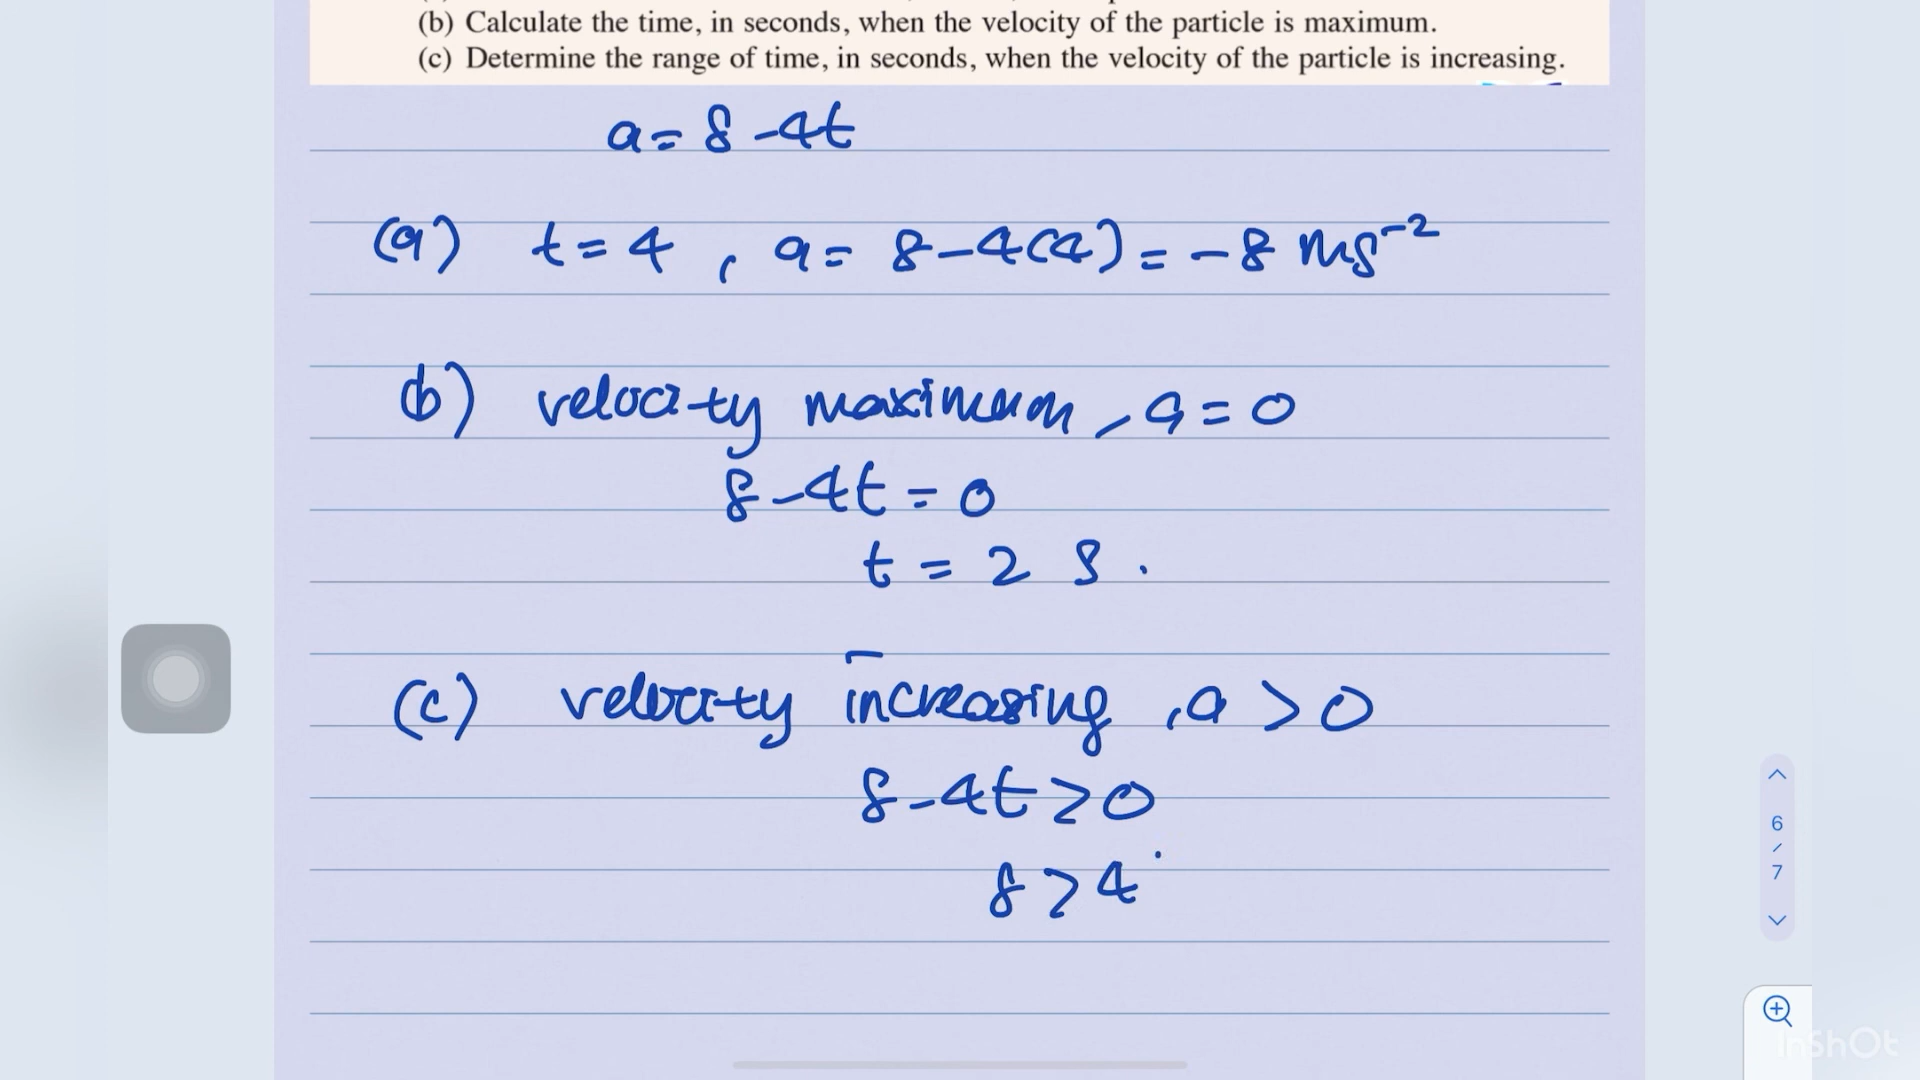 (b) Calculate the time, in seconds, when the velocity of the particle is maximum.
(c) Determine the range of time, in seconds, when the velocity of the particle is increasing.
a = 8 - 4t
(a) t = 4 , a = 8 - 4(4) = -8 ms⁻²
(b) velocity maximum , a = 0
8 - 4t = 0
t = 2 s .
(c) velocity increasing , a > 0
8 - 4t > 0
8 > 4
6
/
7
InShOt